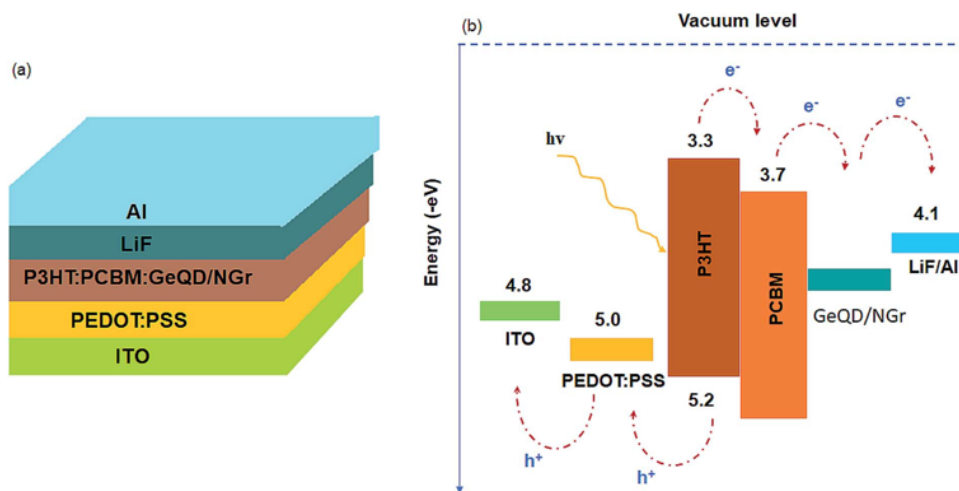 (a)
Al
LiF
P3HT:PCBM:GeQD/NGr
PEDOT:PSS
ITO
(b)
Vacuum level
Energy (-eV)
hv
e-
e-
e-
3.3
3.7
4.1
LiF/Al
P3HT
PCBM
GeQD/NGr
4.8
ITO
5.0
PEDOT:PSS
5.2
h+
h+